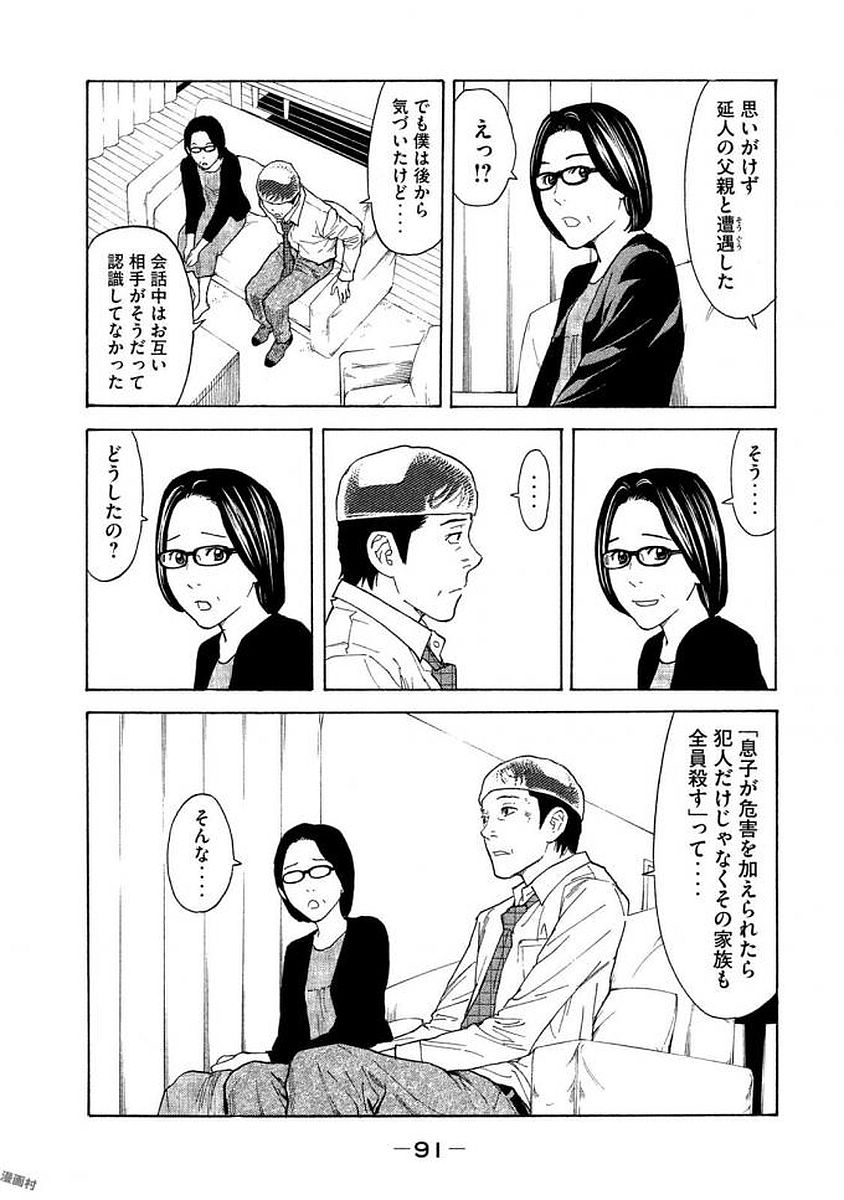 思いがけず
延人の父親と遭遇した
そうぐう
えっ!?
でも僕は後から
気づいたけど‥‥
会話中はお互い
相手がそうだって
認識してなかった
そう‥‥
‥‥
どうしたの?
「息子が危害を加えられたら
犯人だけじゃなくその家族も
全員殺す」って‥‥
そんな‥‥
－91－
漫画村